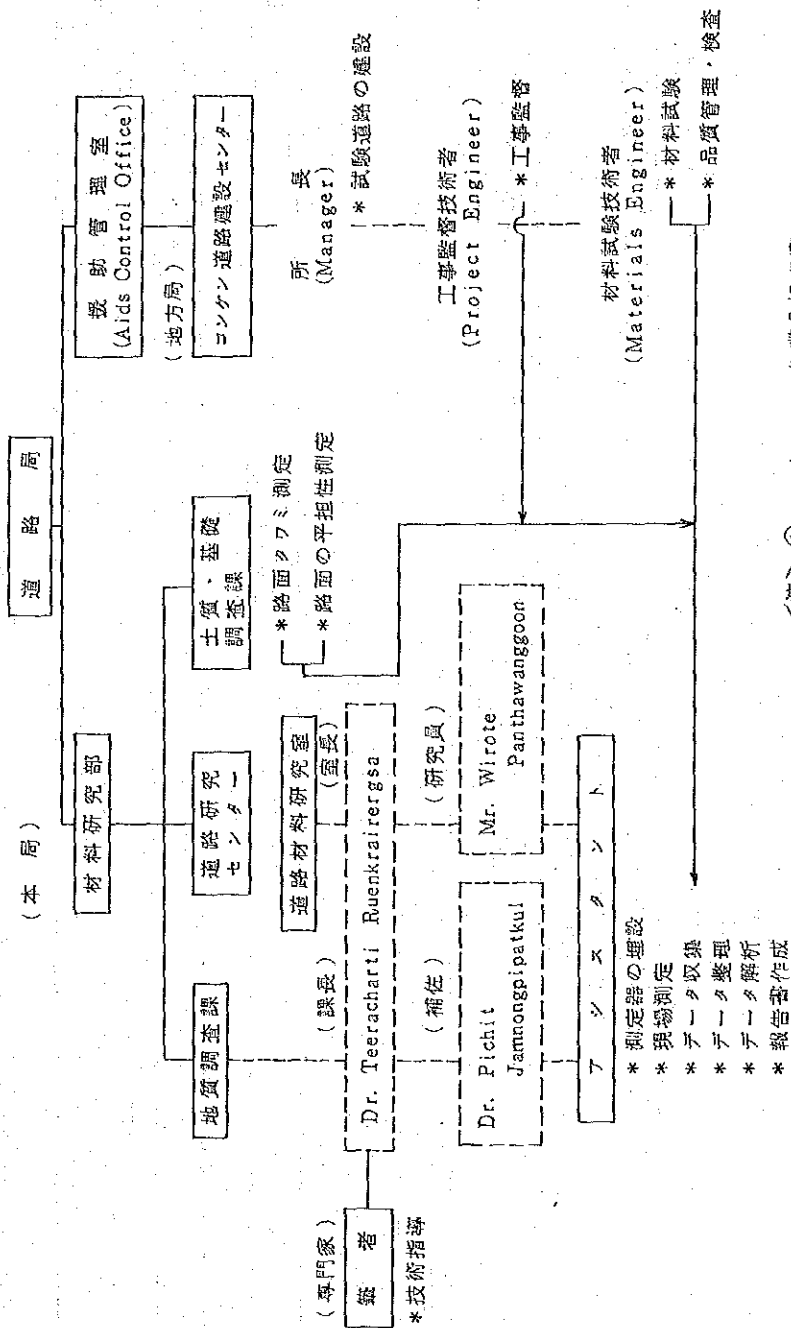 道路局
(本局)
材料研究部
援助管理室
(Aids Control Office)
(地方局)
コンケン道路建設センター
地質調査課
道路研究
センター
土質・基礎
調査課
*路面タワミ測定
*路面の平担性測定
所長
(Manager)
*試験道路の建設
道路材料研究室
(課長)
(室長)
(専門家)
著者
*技術指導
Dr. Teeracharti Ruenkrairergsa
(補佐)
(研究員)
Dr. Pichit
Jamnongpipatkul
Mr. Wirote
Panthawanggoon
工事監督技術者
(Project Engineer)
*工事監督
アシスタント
材料試験技術者
(Materials Engineer)
*材料試験
*品質管理・検査
*測定器の埋設
*現場測定
*データ収集
*データ整理
*データ解析
*報告書作成